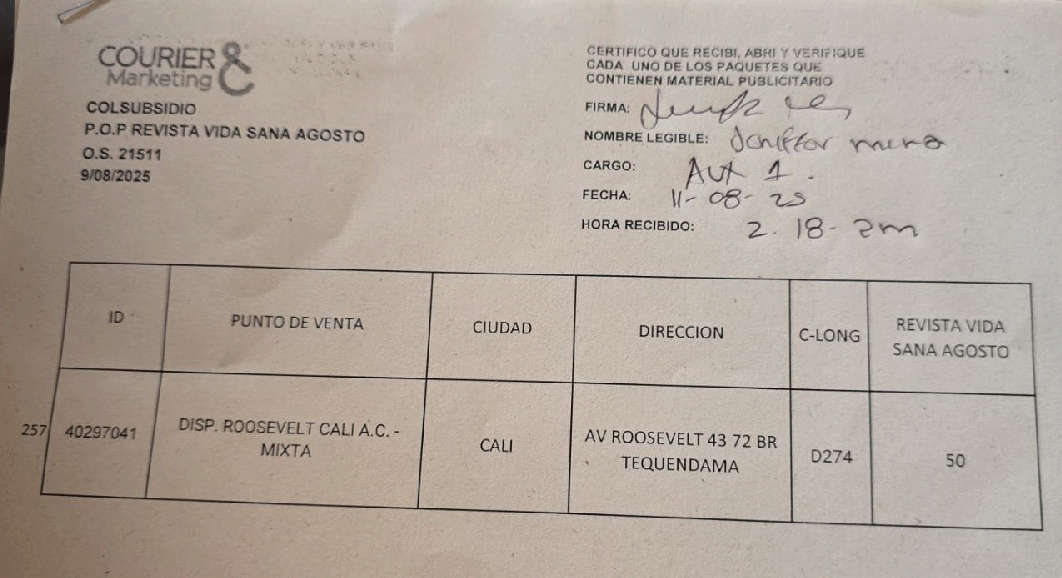 COURIER &
Marketing
COLSUBSIDIO
P.O.P REVISTA VIDA SANA AGOSTO
O.S. 21511
9/08/2025
CERTIFICO QUE RECIBI, ABRI Y VERIFIQUE
CADA UNO DE LOS PAQUETES QUE
CONTIENEN MATERIAL PUBLICITARIO
FIRMA:
NOMBRE LEGIBLE:
CARGO: AUX 1.
FECHA: 11-08-25
HORA RECIBIDO: 2.18-
ID
PUNTO DE VENTA
CIUDAD
DIRECCION
C-LONG
REVISTA VIDA
SANA AGOSTO
257
40297041
DISP. ROOSEVELT CALI A.C. -
MIXTA
CALI
AV ROOSEVELT 43 72 BR
TEQUENDAMA
D274
50